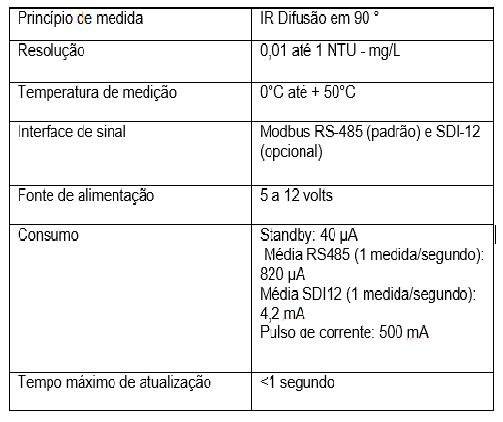 Princípio de medida
IR Difusão em 90 °
Resolução
0,01 até 1 NTU - mg/L
Temperatura de medição
0°C até + 50°C
Interface de sinal
Modbus RS-485 (padrão) e SDI-12
(opcional)
Fonte de alimentação
5 a 12 volts
Consumo
Standby: 40 µA
Média RS485 (1 medida/segundo):
820 µA
Média SDI12 (1 medida/segundo):
4,2 mA
Pulso de corrente: 500 mA
Tempo máximo de atualização
<1 segundo